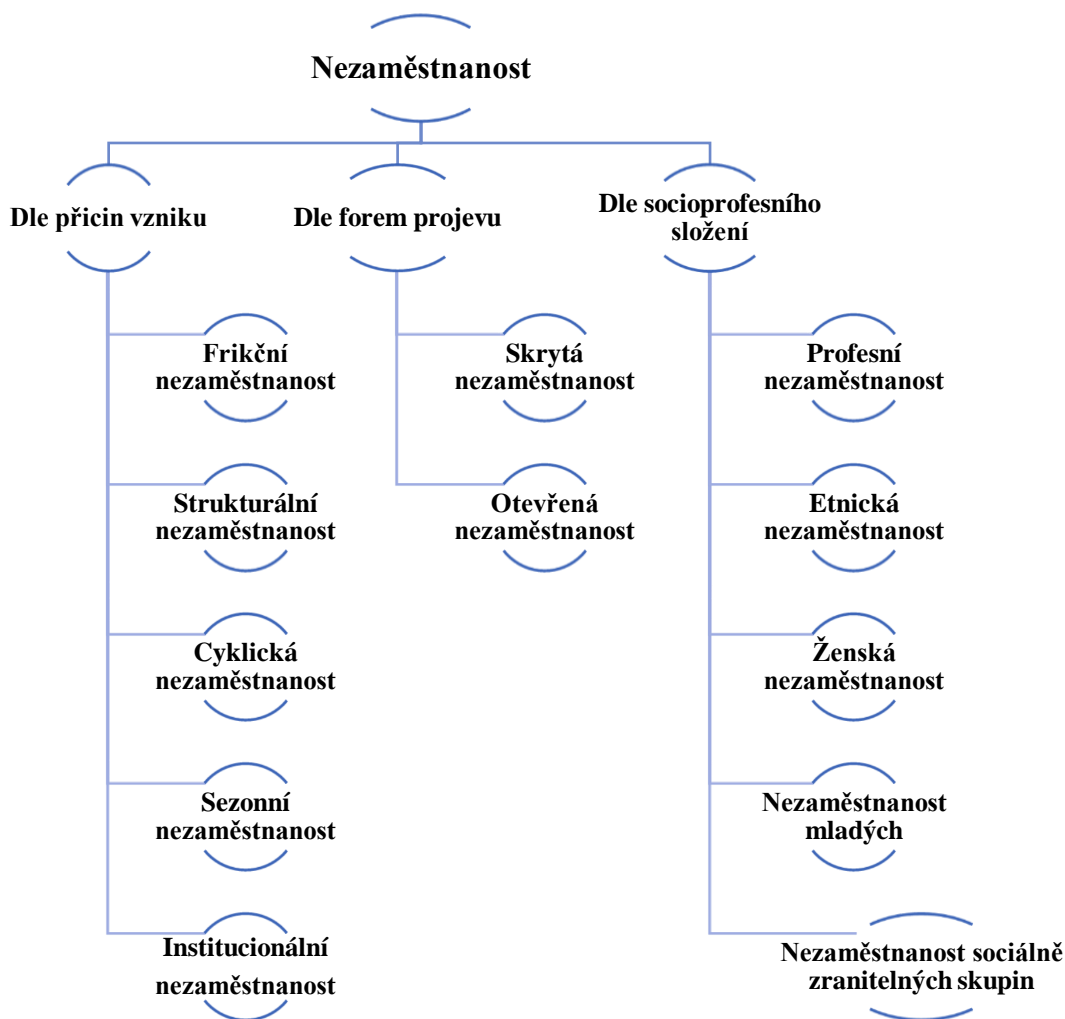 Nezaměstnanost
Dle přicin vzniku
Dle forem projevu
Dle socioprofesního
složení
Frikční
nezaměstnanost
Strukturální
nezaměstnanost
Cyklická
nezaměstnanost
Sezonní
nezaměstnanost
Institucionální
nezaměstnanost
Skrytá
nezaměstnanost
Otevřená
nezaměstnanost
Profesní
nezaměstnanost
Etnická
nezaměstnanost
Ženská
nezaměstnanost
Nezaměstnanost
mladých
Nezaměstnanost sociálně
zranitelných skupin